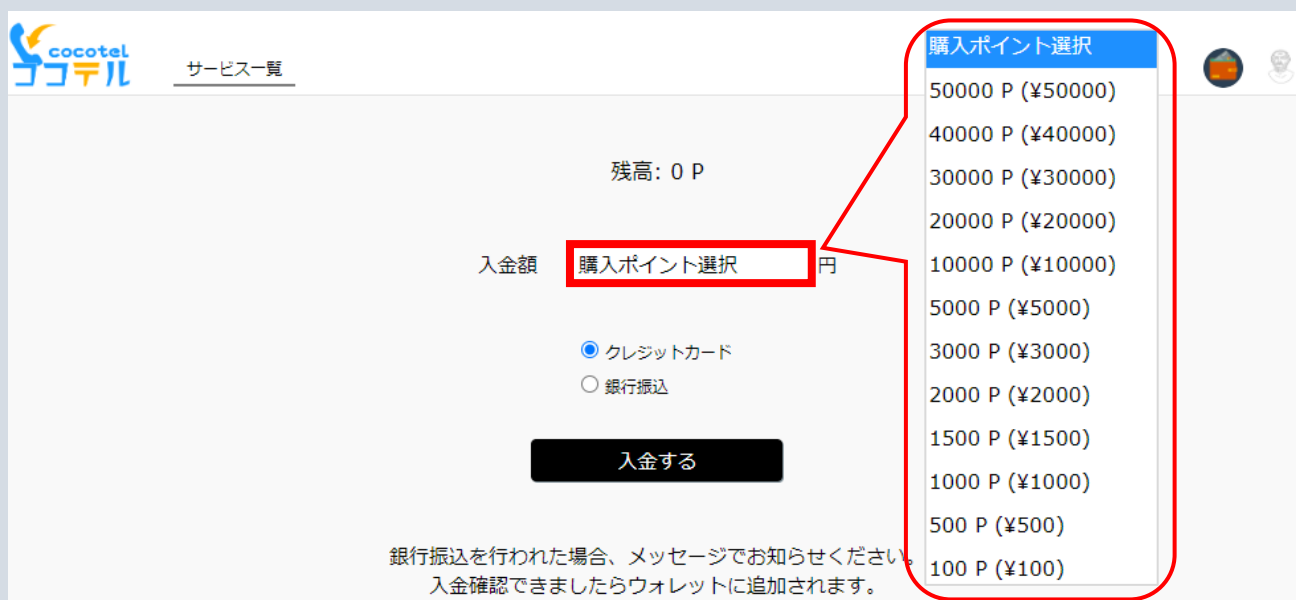 cocotel
ココテル
サービス一覧
残高: 0 P
入金額 購入ポイント選択 円
クレジットカード
銀行振込
入金する
銀行振込を行われた場合、メッセージでお知らせください。
入金確認できましたらウォレットに追加されます。
購入ポイント選択
50000 P (¥50000)
40000 P (¥40000)
30000 P (¥30000)
20000 P (¥20000)
10000 P (¥10000)
5000 P (¥5000)
3000 P (¥3000)
2000 P (¥2000)
1500 P (¥1500)
1000 P (¥1000)
500 P (¥500)
100 P (¥100)